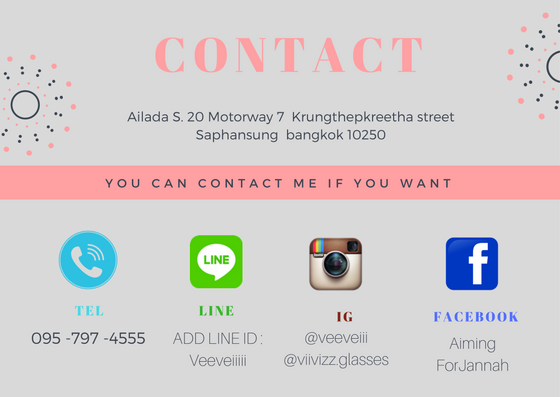 CONTACT
Ailada S. 20 Motorway 7 Krungthepkreetha street
Saphansung bangkok 10250
YOU CAN CONTACT ME IF YOU WANT
LINE
TEL
095 -797 -4555
LINE
ADD LINE ID :
Veeveiiiii
IG
@veeveiii
@viivizz.glasses
FACEBOOK
Aiming
ForJannah